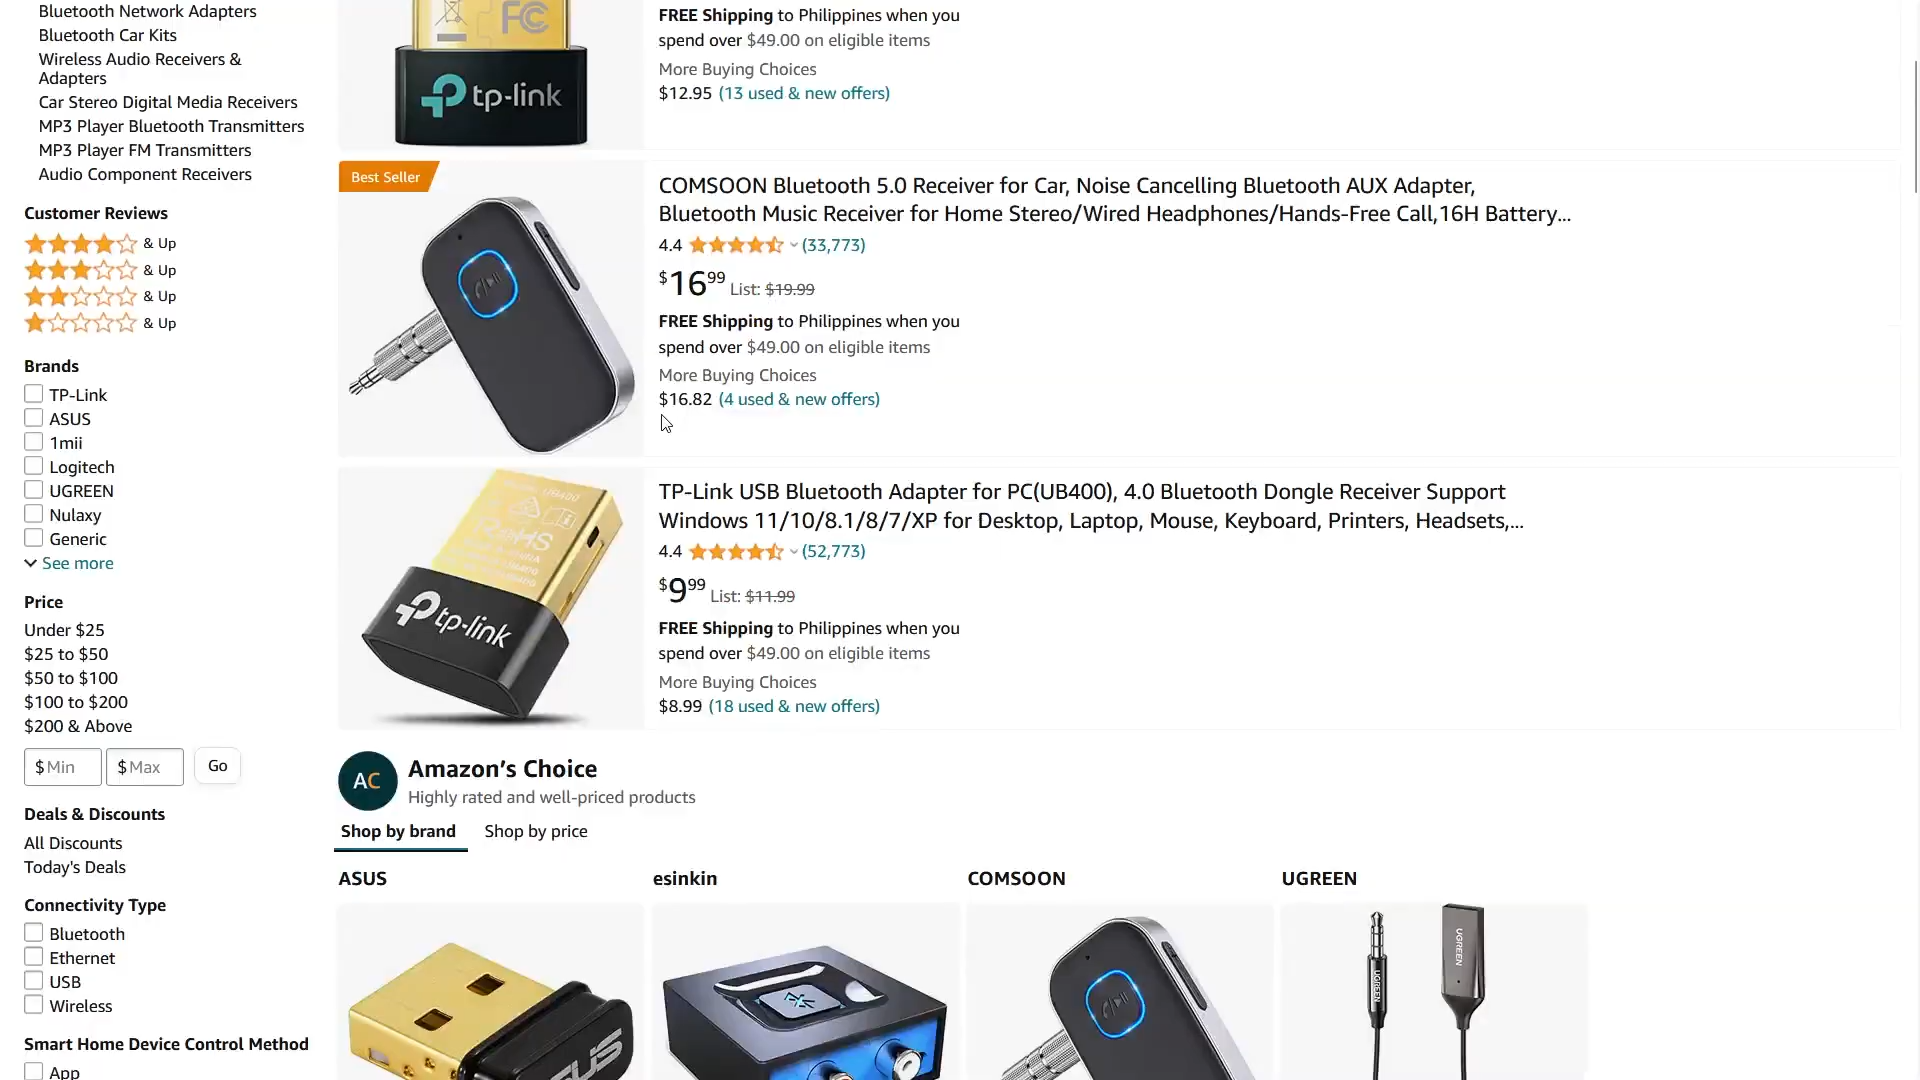 Bluetooth Network Adapters
Bluetooth Car Kits
Wireless Audio Receivers &
Adapters
Car Stereo Digital Media Receivers
MP3 Player Bluetooth Transmitters
MP3 Player FM Transmitters
Audio Component Receivers
Customer Reviews
& Up
& Up
& Up
& Up
Brands
TP-Link
ASUS
1mii
Logitech
UGREEN
Nulaxy
Generic
See more
Price
Under $25
$25 to $50
$50 to $100
$100 to $200
$200 & Above
$ Min
$ Max
Go
Deals & Discounts
All Discounts
Today's Deals
Connectivity Type
Bluetooth
Ethernet
USB
Wireless
Smart Home Device Control Method
App
FC
tp-link
FREE Shipping to Philippines when you
spend over $49.00 on eligible items
More Buying Choices
$12.95 (13 used & new offers)
Best Seller
COMSOON Bluetooth 5.0 Receiver for Car, Noise Cancelling Bluetooth AUX Adapter,
Bluetooth Music Receiver for Home Stereo/Wired Headphones/Hands-Free Call,16H Battery...
4.4 (33,773)
$16.99 List: $19.99
FREE Shipping to Philippines when you
spend over $49.00 on eligible items
More Buying Choices
$16.82 (4 used & new offers)
UB400
RoHS
tp-link
TP-Link USB Bluetooth Adapter for PC(UB400), 4.0 Bluetooth Dongle Receiver Support
Windows 11/10/8.1/8/7/XP for Desktop, Laptop, Mouse, Keyboard, Printers, Headsets,...
4.4 (52,773)
$9.99 List: $11.99
FREE Shipping to Philippines when you
spend over $49.00 on eligible items
More Buying Choices
$8.99 (18 used & new offers)
AC
Amazon's Choice
Highly rated and well-priced products
Shop by brand
Shop by price
ASUS
esinkin
COMSOON
UGREEN
UGREEN
UGREEN